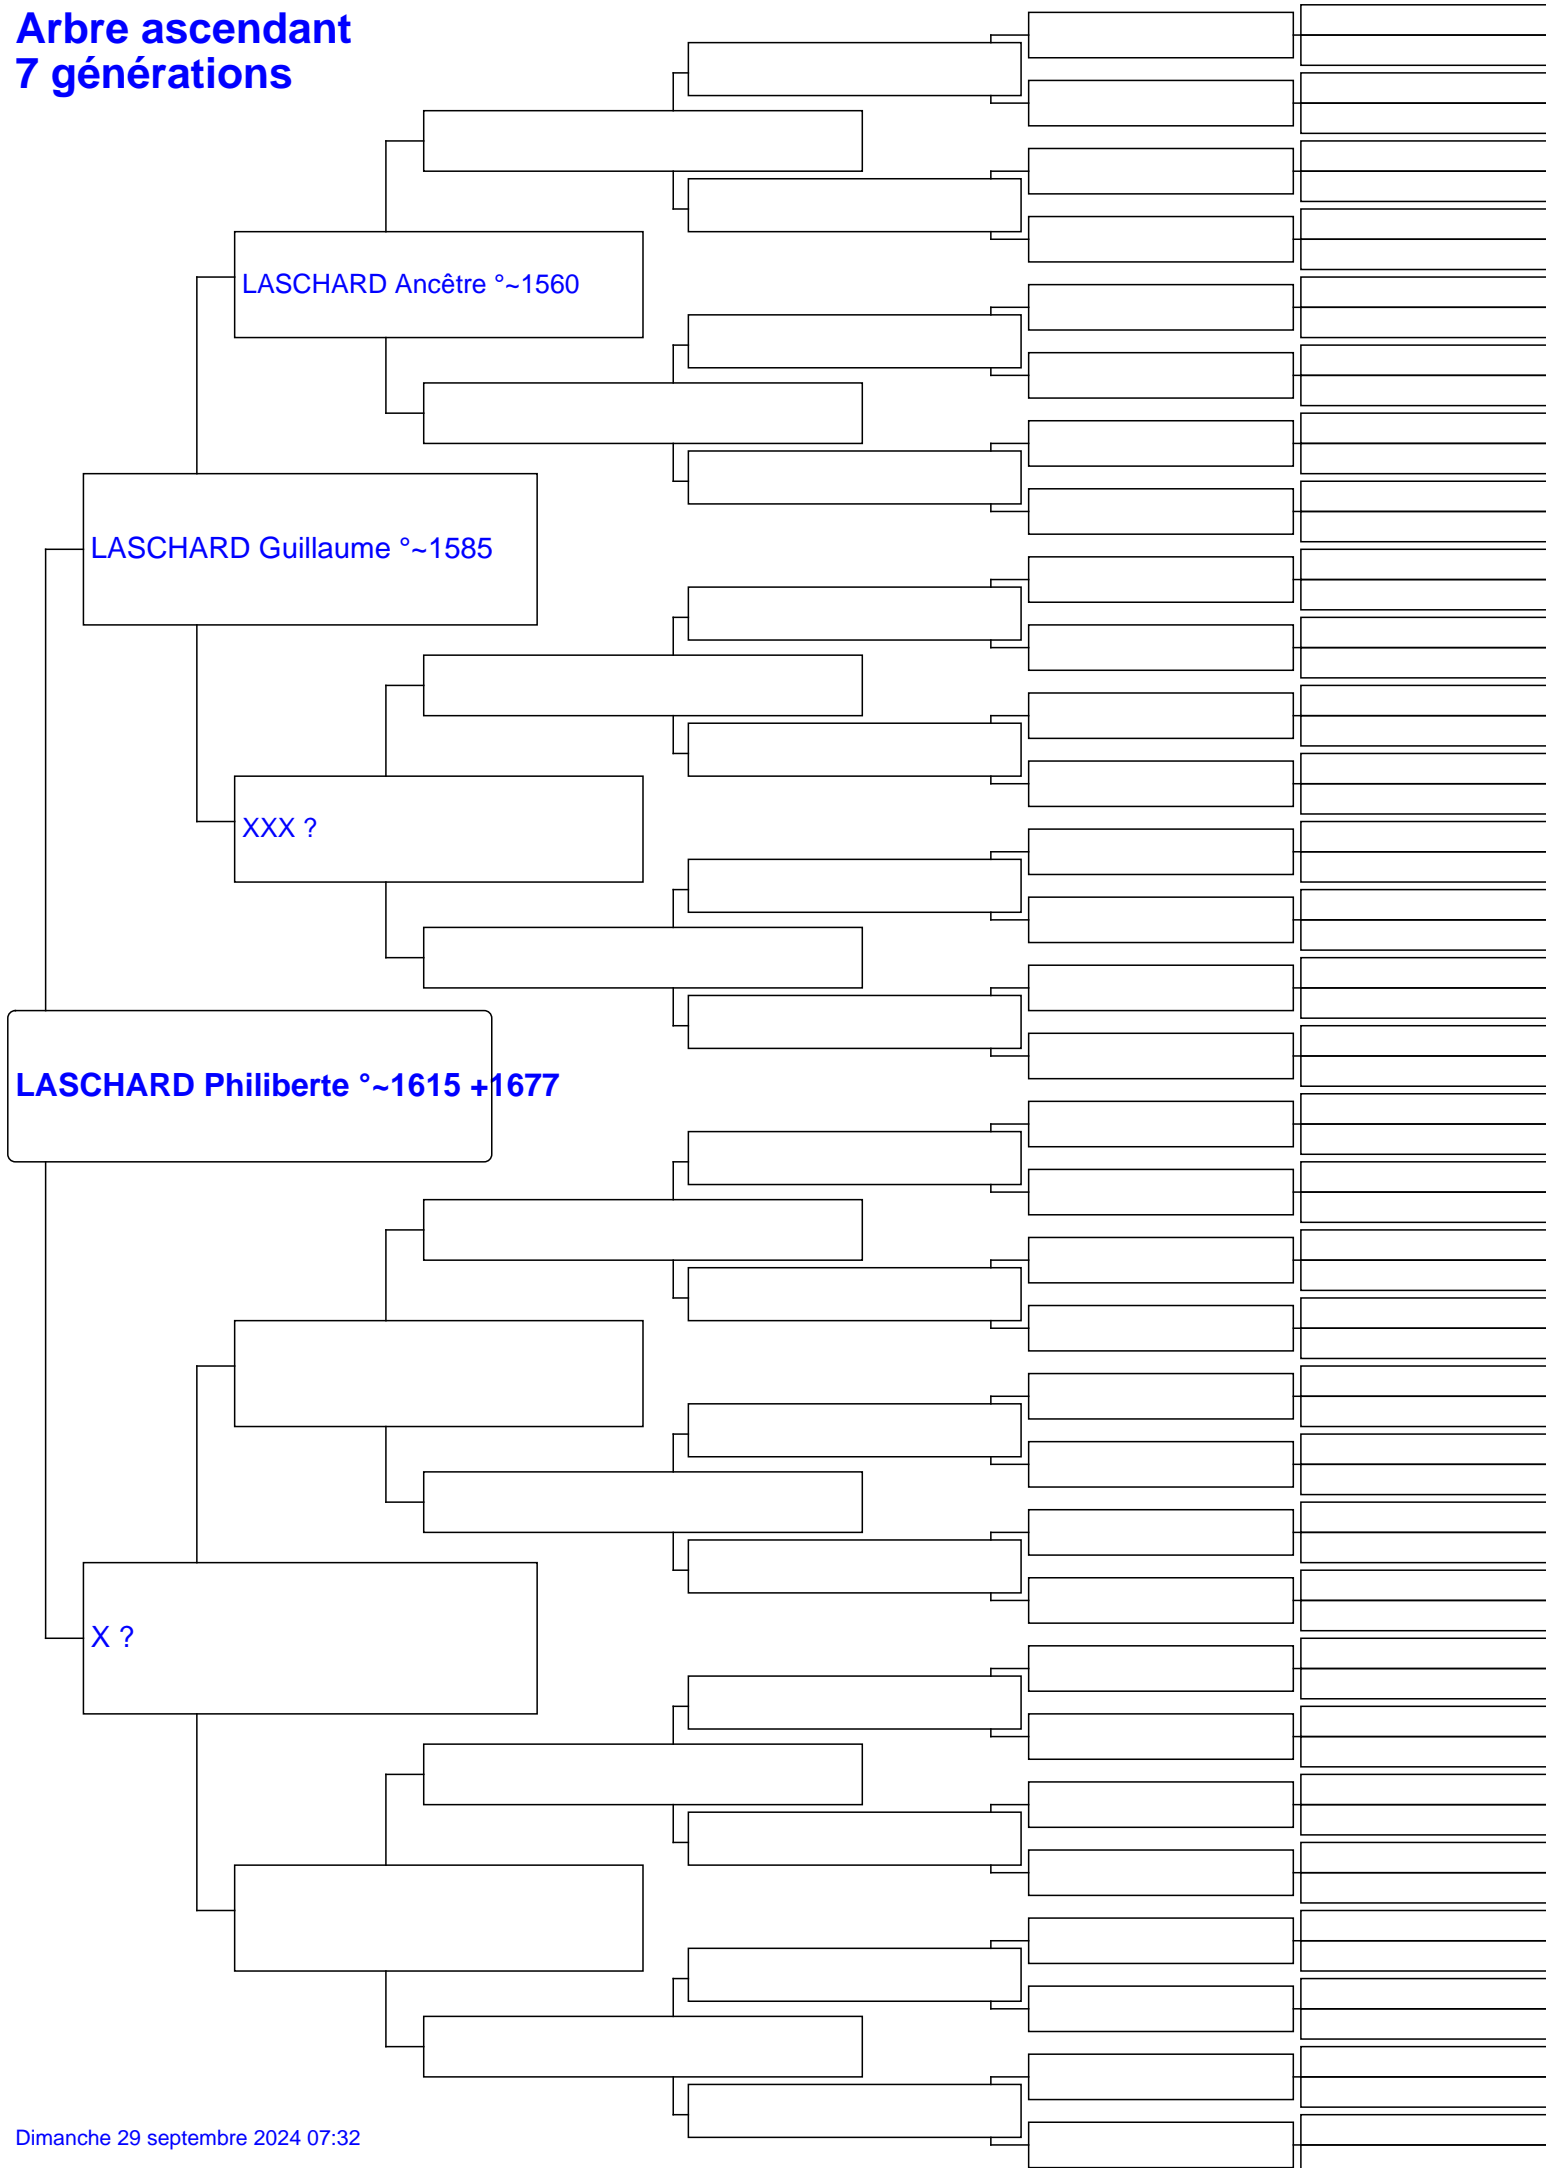 Arbre ascendant
7 générations
LASCHARD Ancêtre °~1560
LASCHARD Guillaume °~1585
XXX ?
LASCHARD Philiberte °~1615 +1677
X ?
Dimanche 29 septembre 2024 07:32